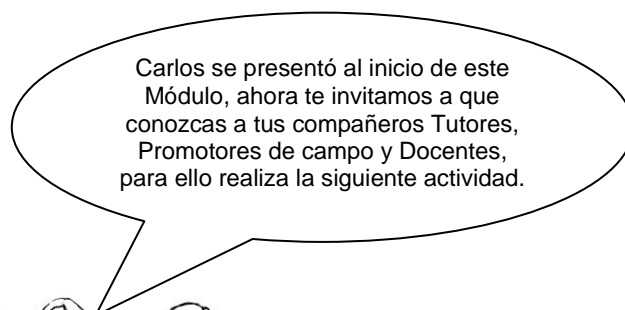 Carlos se presentó al inicio de este
Módulo, ahora te invitamos a que
conozcas a tus compañeros Tutores,
Promotores de campo y Docentes,
para ello realiza la siguiente actividad.